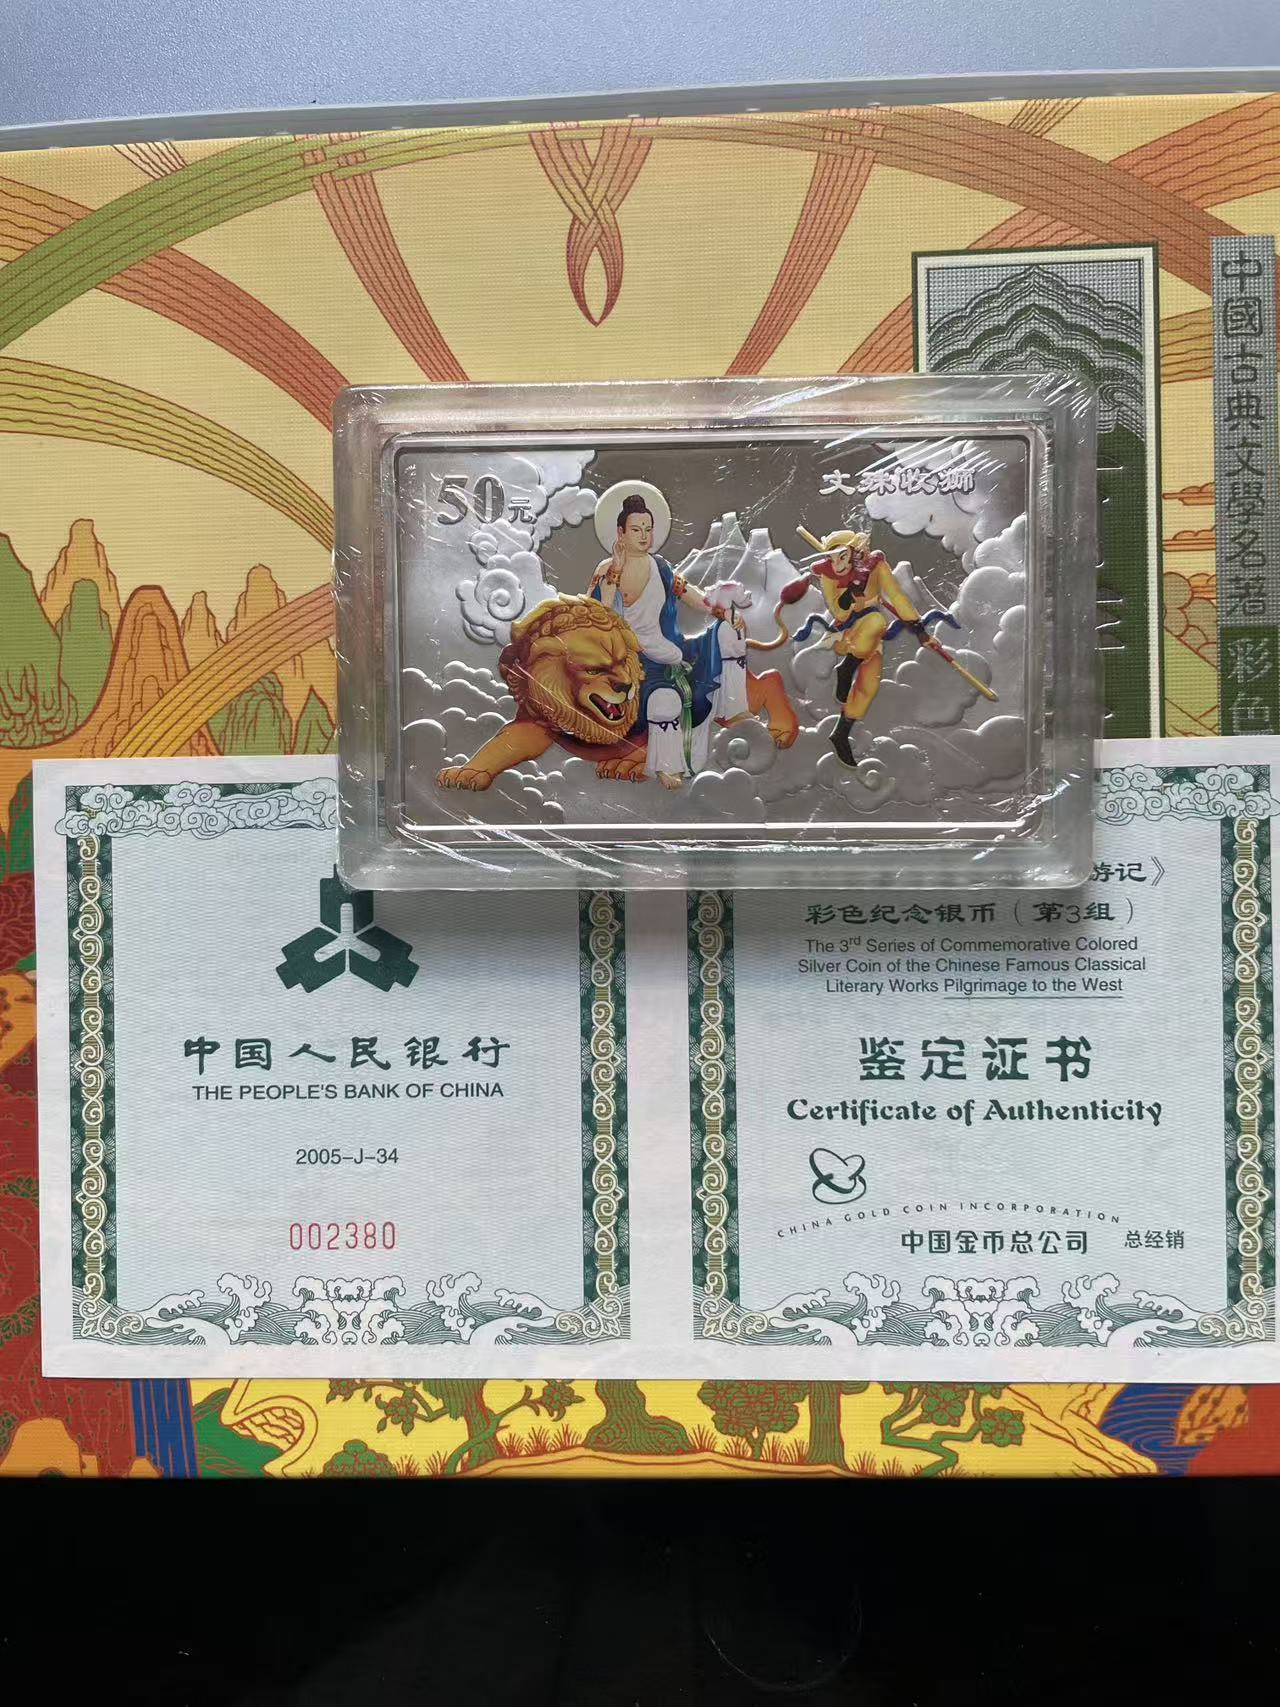 中國古典文學名著
彩色
50元
文殊收狮
游记》
彩色纪念银币（第3组）
The 3rd Series of Commemorative Colored
Silver Coin of the Chinese Famous Classical
Literary Works Pilgrimage to the West
中国人民银行
THE PEOPLE'S BANK OF CHINA
2005-J-34
002380
鉴定证书
Certificate of Authenticity
CHINA GOLD COIN INCORPORATION
中国金币总公司 总经销